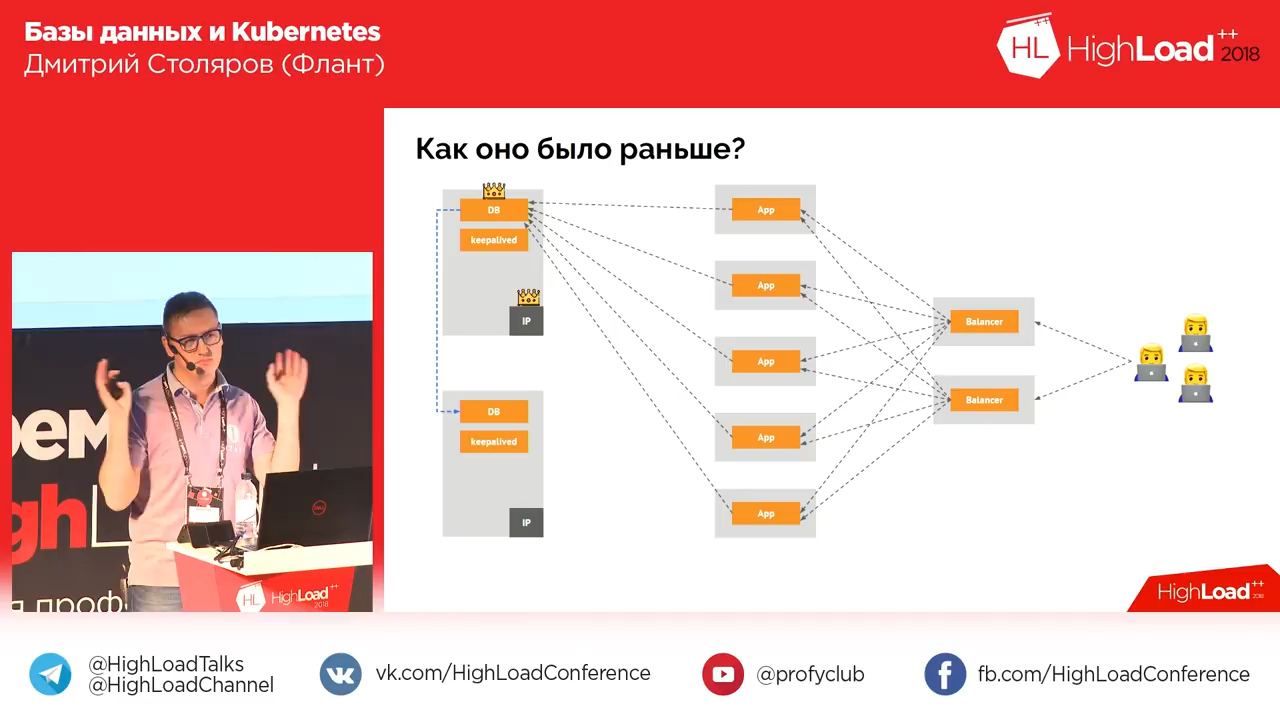 Базы данных и Kubernetes
Дмитрий Столяров (Флант)
HL HighLoad++ 2018
Как оно было раньше?
DB
keepalived
IP
DB
keepalived
IP
App
App
App
App
App
Balancer
Balancer
HighLoad++ 2018
HL HighLoad++ 2018
@HighLoadTalks
@HighLoadChannel
vk.com/HighLoadConference
@profyclub
fb.com/HighLoadConference